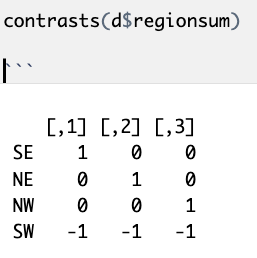 contrasts(d$regionsum)
```
[,1] [,2] [,3]
SE 1 0 0
NE 0 1 0
NW 0 0 1
SW -1 -1 -1